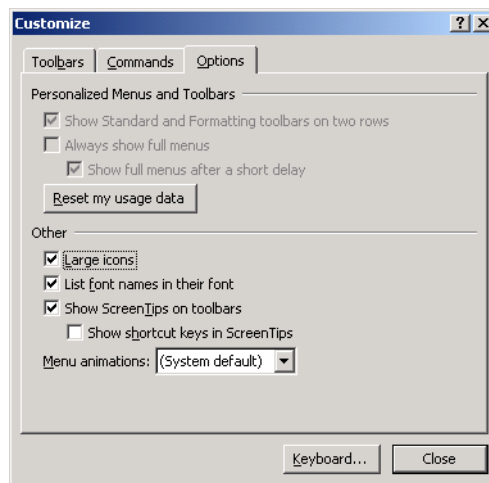 Customize
Toolbars Commands Options
Personalized Menus and Toolbars
Show Standard and Formatting toolbars on two rows
Always show full menus
Show full menus after a short delay
Reset my usage data
Other
Large icons
List font names in their font
Show ScreenTips on toolbars
Show shortcut keys in ScreenTips
Menu animations: (System default)
Keyboard... Close